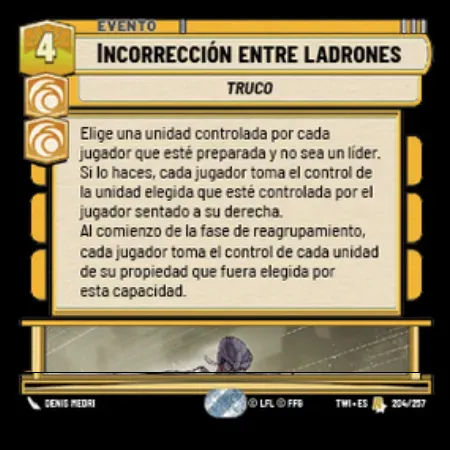 EVENTO
4
INCORRECCIÓN ENTRE LADRONES
TRUCO
Elige una unidad controlada por cada
jugador que esté preparada y no sea un líder.
Si lo haces, cada jugador toma el control de
la unidad elegida que esté controlada por el
jugador sentado a su derecha.
Al comienzo de la fase de reagrupamiento,
cada jugador toma el control de cada unidad
de su propiedad que fuera elegida por
esta capacidad.
DENIS MEDRI © LFL © FFG TWI • ES 204/257